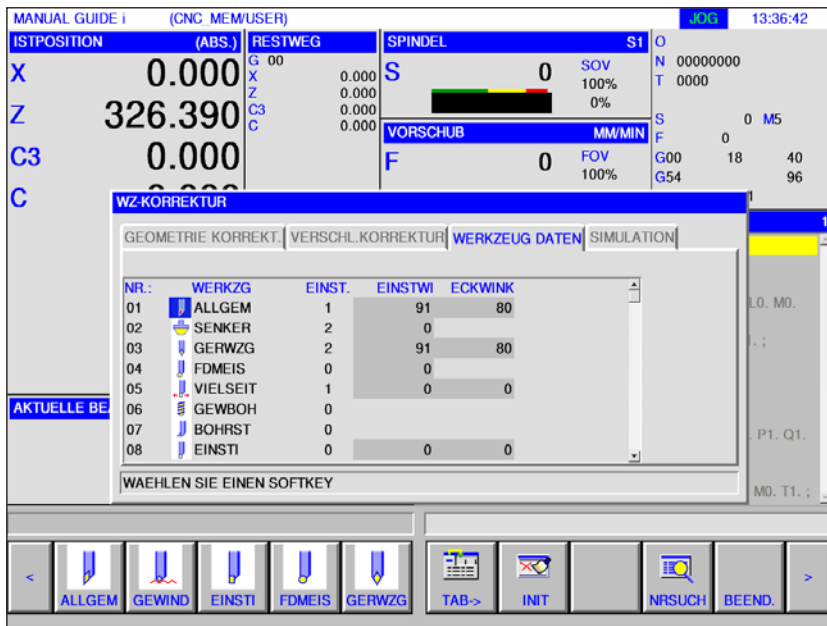 MANUAL GUIDE i (CNC_MEM/USER) JOG 13:36:42
ISTPOSITION (ABS.)
X 0.000
Z 326.390
C3 0.000
C
RESTWEG
G 00
X 0.000
Z 0.000
C3 0.000
C 0.000
SPINDEL S1
S 0 SOV
100%
0%
VORSCHUB MM/MIN
F 0 FOV
100%
O
N 00000000
T 0000
S 0 M5
F 0
G00 18 40
G54 96
1
1
L0. M0.
. ;
. P1. Q1.
M0. T1. ;
AKTUELLE BE
WZ-KORREKTUR
GEOMETRIE KORREKT. VERSCHL.KORREKTUR WERKZEUG DATEN SIMULATION
NR.: WERKZG EINST. EINSTWI ECKWINK
01 ALLGEM 1 91 80
02 SENKER 2 0
03 GERWZG 2 91 80
04 FDMEIS 0 0
05 VIELSEIT 1 0 0
06 GEWBOH 0
07 BOHRST 0
08 EINSTI 0 0 0
WAEHLEN SIE EINEN SOFTKEY
< ALLGEM GEWIND EINSTI FDMEIS GERWZG TAB-> INIT NRSUCH BEEND. >